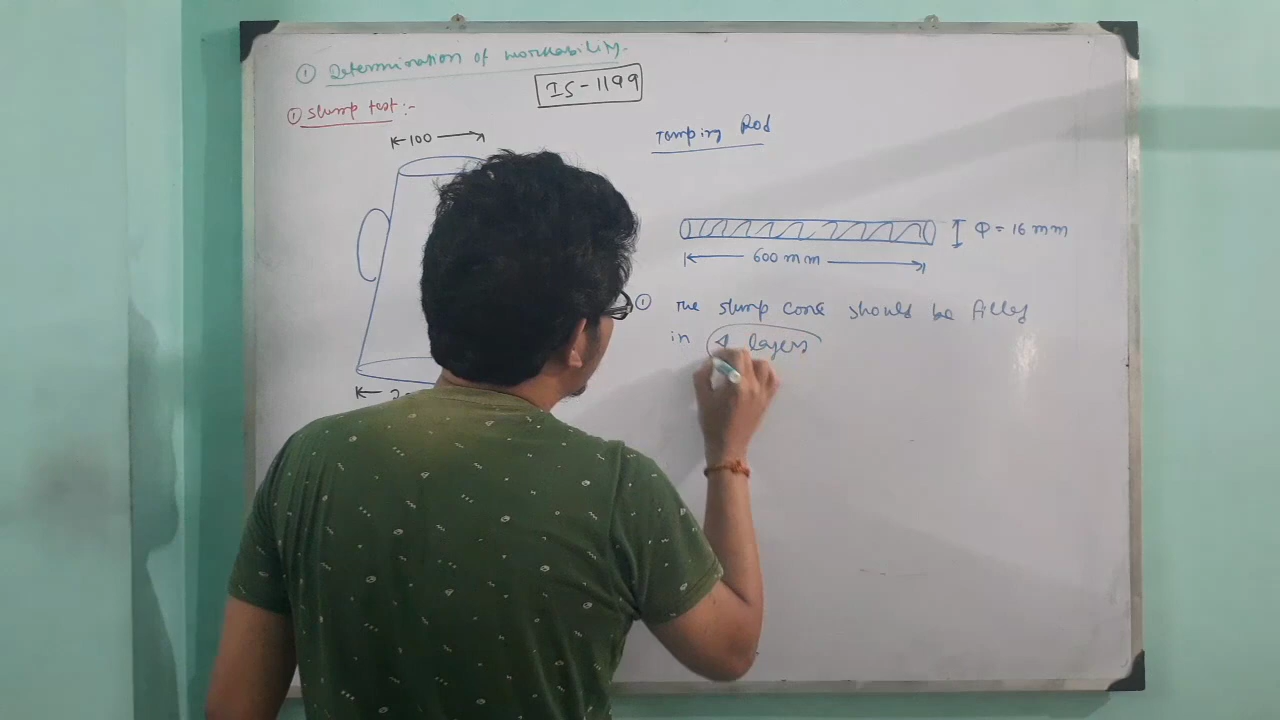 ① Determination of workability.
IS-1199
① Slump test:-
100
Tamping Rod
Φ = 16 mm
600 mm
① The slump cone should be filled
in 4 layers